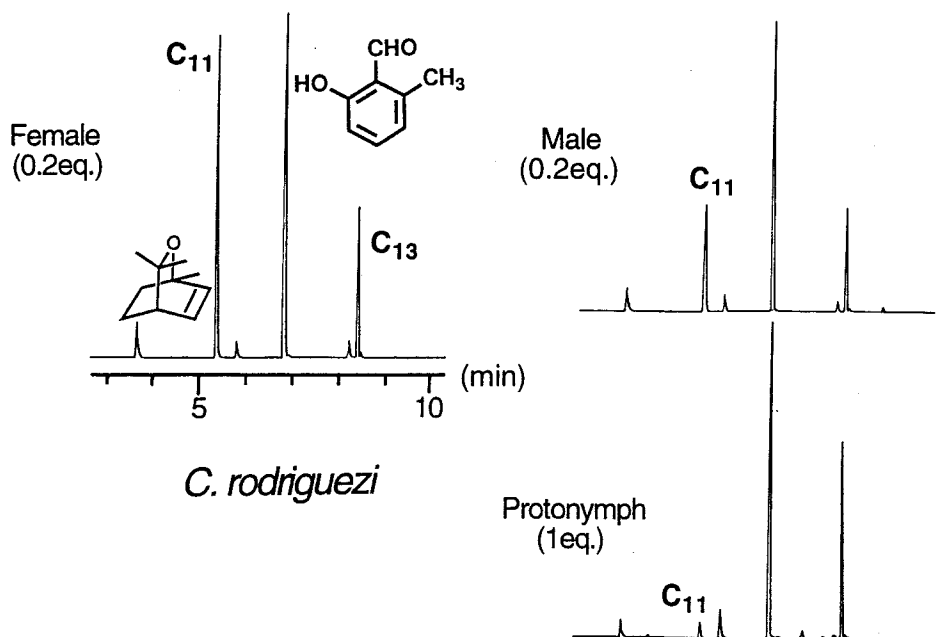 C11
CHO
HO
CH3
Female
(0.2eq.)
O
C13
(min)
5
10
C. rodriguezi
Male
(0.2eq.)
C11
Protonymph
(1eq.)
C11